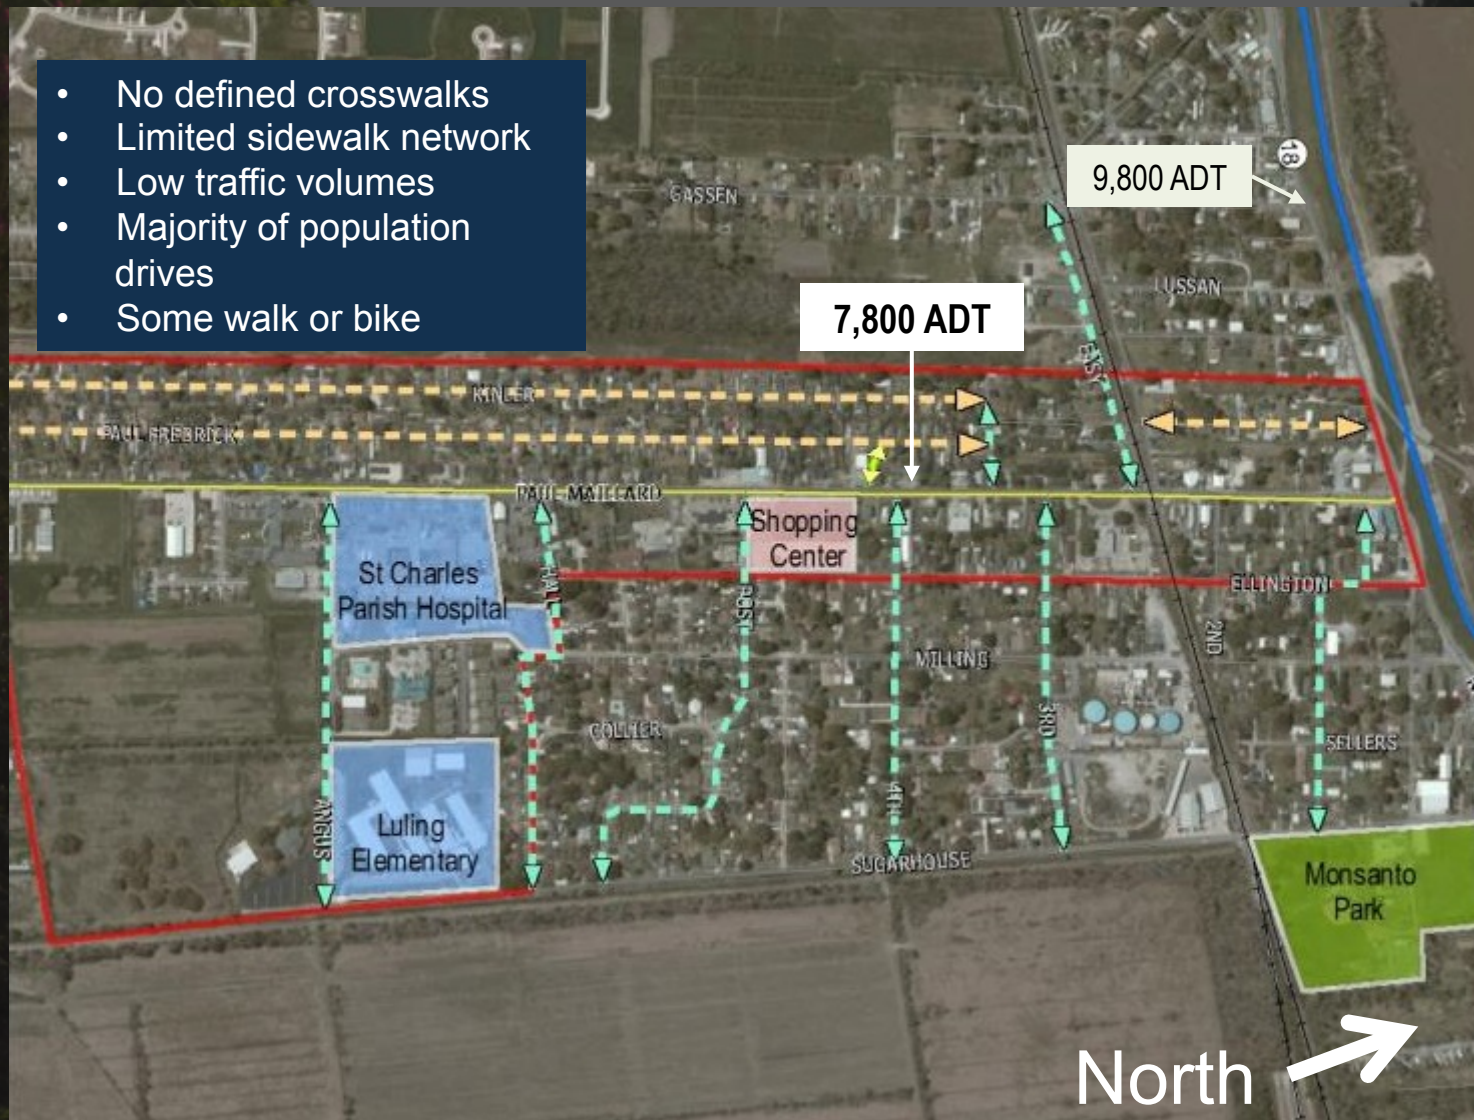 • No defined crosswalks
• Limited sidewalk network
• Low traffic volumes
• Majority of population
drives
• Some walk or bike
18
9,800 ADT
GASSEN
LUSSAN
7,800 ADT
EAST
KINLER
PAUL FREDRICK
PAUL MAILLARD
Shopping
Center
St Charles
Parish Hospital
HALL
POST
ELLINGTON
2ND
MILLING
3RD
COLLIER
SELLERS
4TH
ANGUS
Luling
Elementary
SUGARHOUSE
Monsanto
Park
North